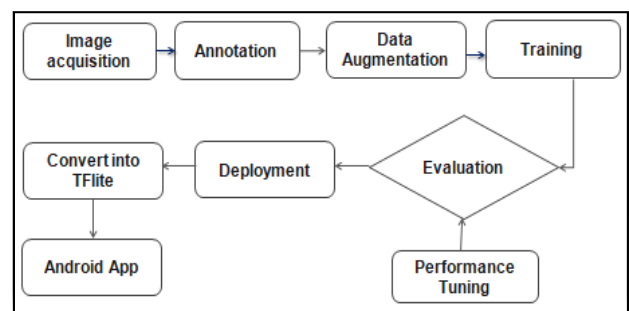 Image
acquisition
Annotation
Data
Augmentation
Training
Evaluation
Deployment
Convert into
TFlite
Android App
Performance
Tuning